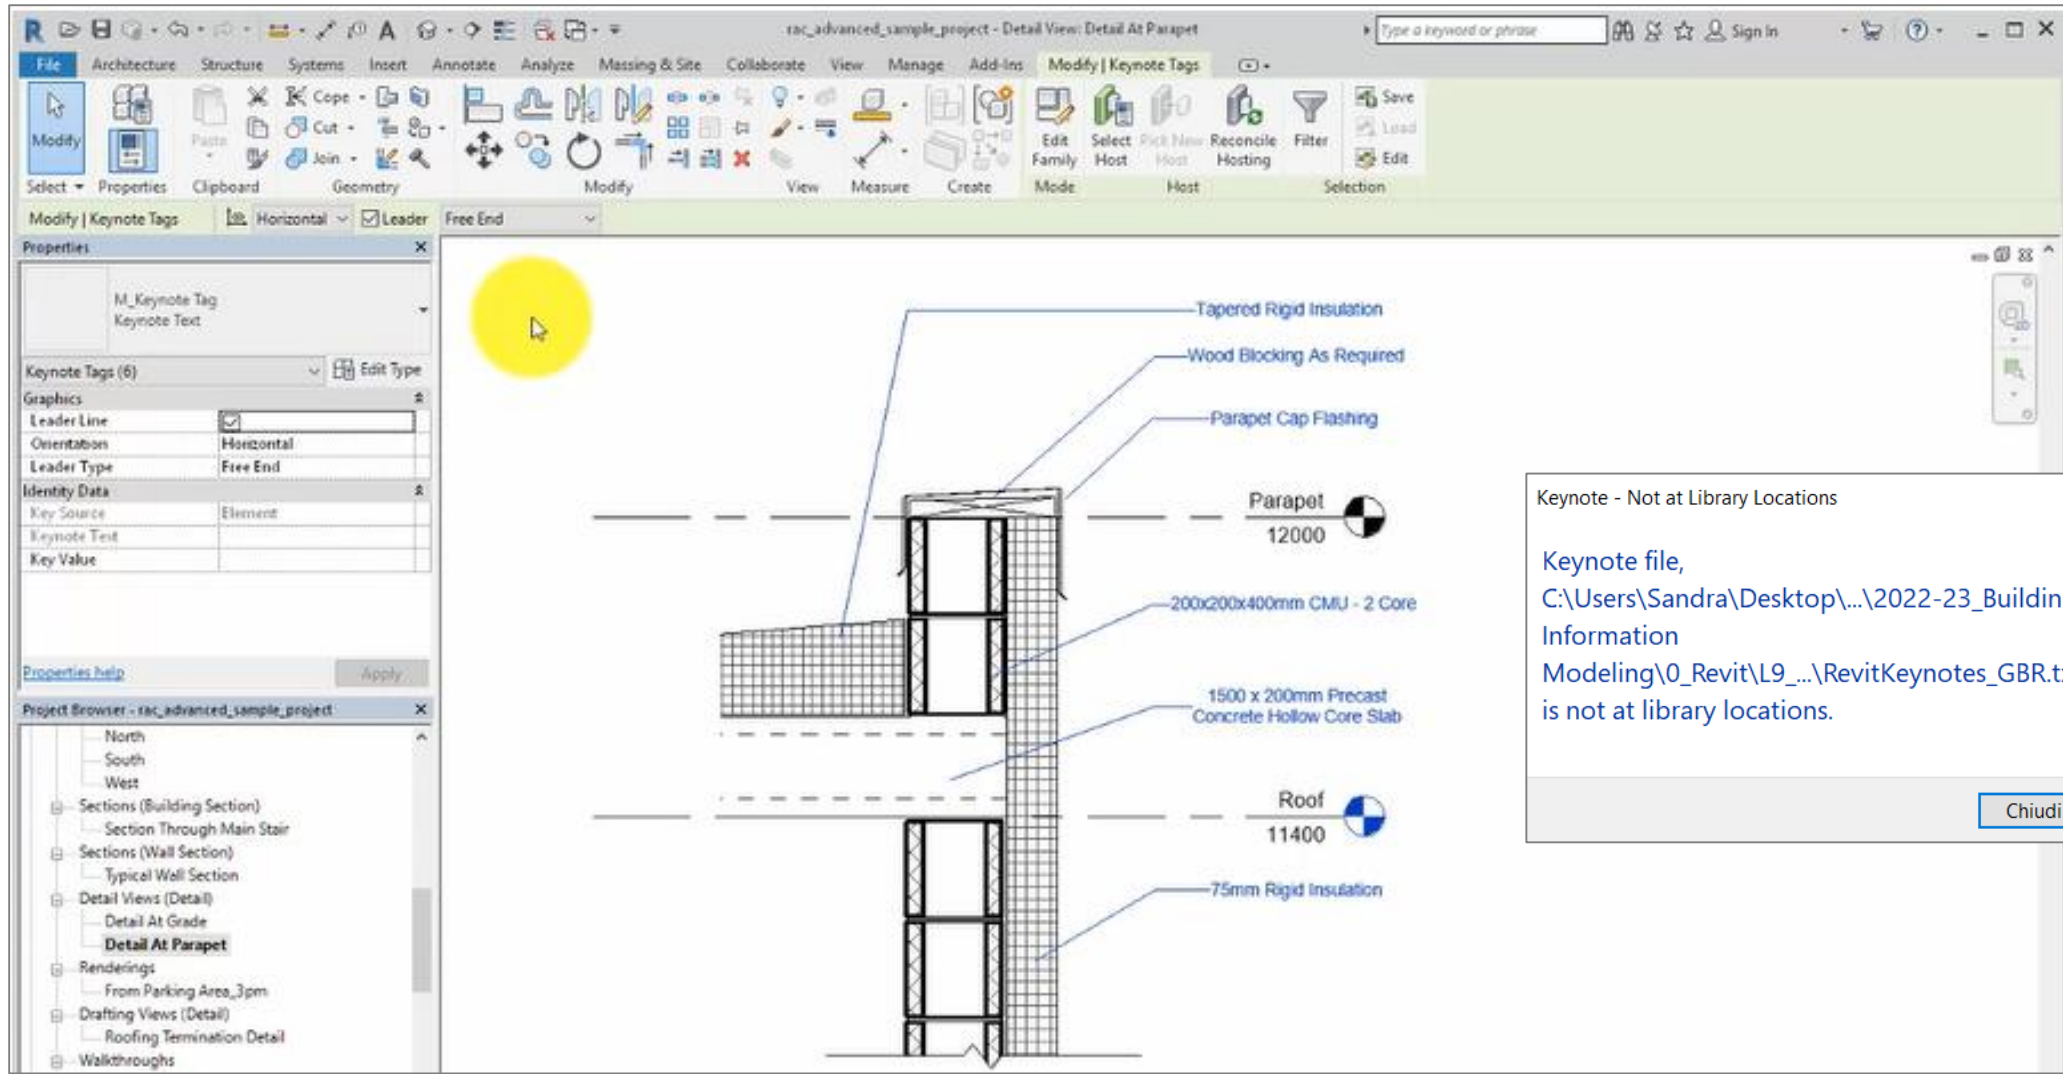 rac_advanced_sample_project - Detail View: Detail At Parapet
Type a keyword or phrase
Sign In
File Architecture Structure Systems Insert Annotate Analyze Massing & Site Collaborate View Manage Add-Ins Modify | Keynote Tags
Modify
Paste
Cope
Cut
Join
Edit Family
Select Host
Pick New Host
Reconcile Hosting
Filter
Save
Load
Edit
Select Properties Clipboard Geometry Modify View Measure Create Mode Host Selection
Modify | Keynote Tags Horizontal Leader Free End
Properties
M_Keynote Tag
Keynote Text
Keynote Tags (6) Edit Type
Graphics
Leader Line
Orientation Horizontal
Leader Type Free End
Identity Data
Key Source Element
Keynote Text
Key Value
Properties help Apply
Project Browser - rac_advanced_sample_project
North
South
West
Sections (Building Section)
Section Through Main Stair
Sections (Wall Section)
Typical Wall Section
Detail Views (Detail)
Detail At Grade
Detail At Parapet
Renderings
From Parking Area_3pm
Drafting Views (Detail)
Roofing Termination Detail
Walkthroughs
Tapered Rigid Insulation
Wood Blocking As Required
Parapet Cap Flashing
Parapet
12000
200x200x400mm CMU - 2 Core
1500 x 200mm Precast
Concrete Hollow Core Slab
Roof
11400
75mm Rigid Insulation
Keynote - Not at Library Locations
Keynote file,
C:\Users\Sandra\Desktop\...\2022-23_Buildin
Information
Modeling\0_Revit\L9_...\RevitKeynotes_GBR.t
is not at library locations.
Chiudi